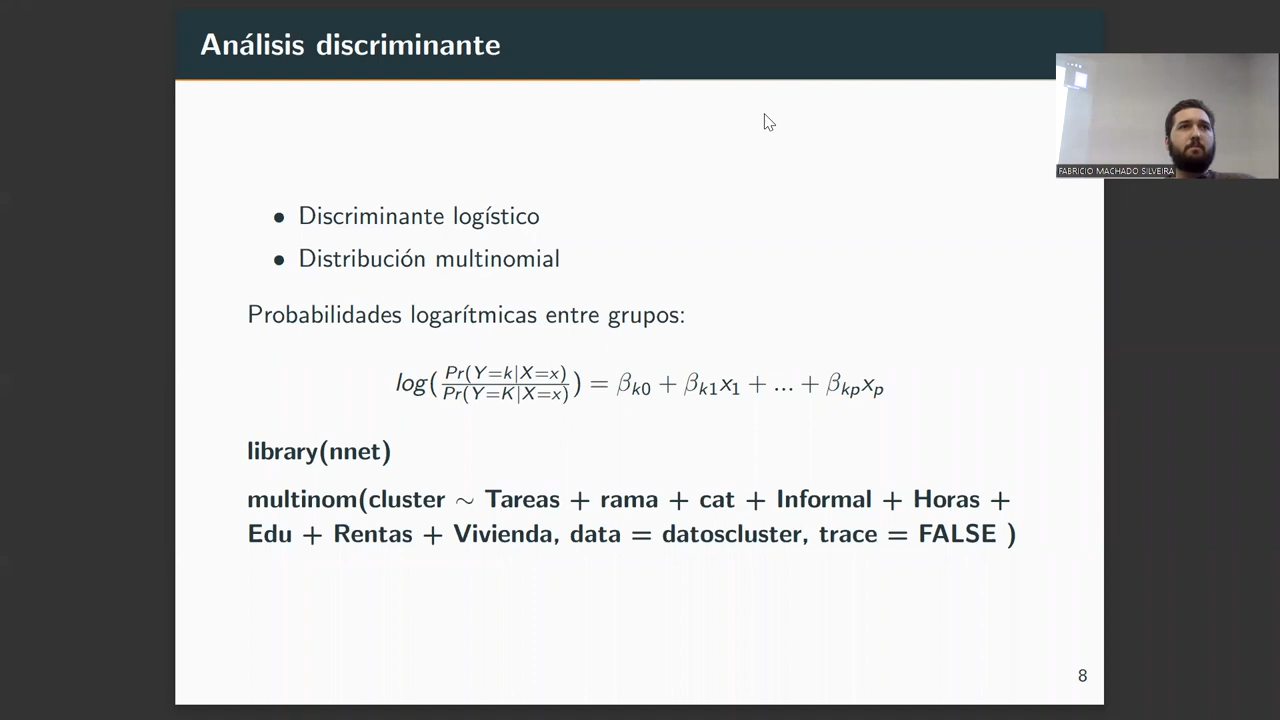 Análisis discriminante
FABRICIO MACHADO SILVEIRA
• Discriminante logístico
• Distribución multinomial
Probabilidades logarítmicas entre grupos:
log(Pr(Y=k|X=x)/Pr(Y=K|X=x)) = βk0 + βk1x1 + ... + βkpxp
library(nnet)
multinom(cluster ∼ Tareas + rama + cat + Informal + Horas +
Edu + Rentas + Vivienda, data = datoscluster, trace = FALSE )
8